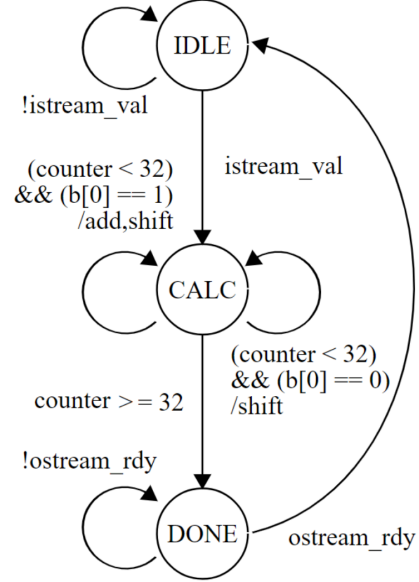 IDLE
!istream_val
istream_val
(counter < 32)
&& (b[0] == 1)
/add,shift
CALC
(counter < 32)
&& (b[0] == 0)
/shift
counter >= 32
!ostream_rdy
DONE
ostream_rdy